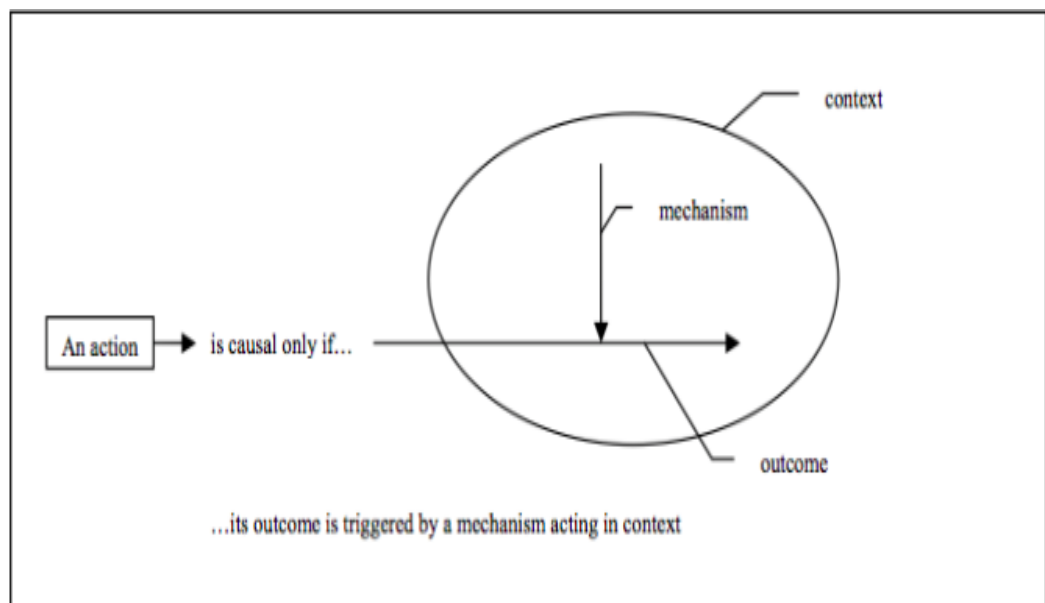 context
mechanism
An action
is causal only if…
outcome
…its outcome is triggered by a mechanism acting in context